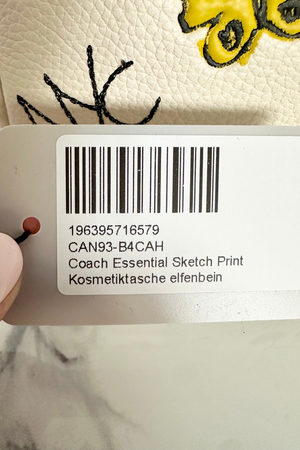 196395716579
CAN93-B4CAH
Coach Essential Sketch Print
Kosmetiktasche elfenbein